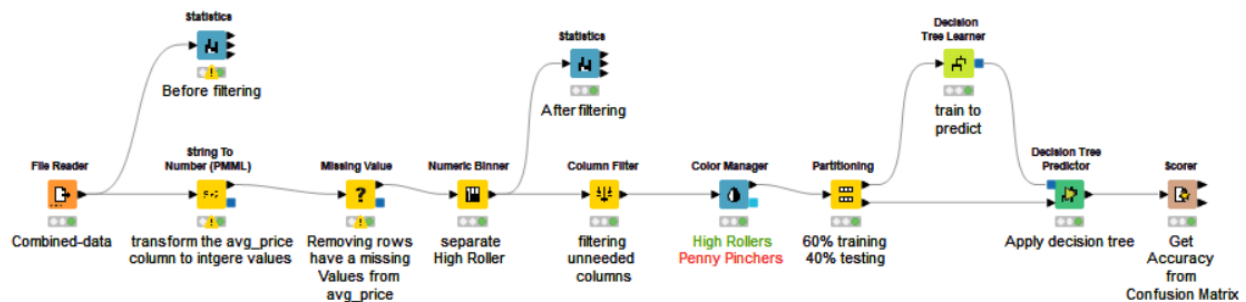 Statistics
Before filtering
Statistics
After filtering
Decision
Tree Learner
train to
predict
File Reader
Combined-data
String To
Number (PMML)
transform the avg_price
column to intgere values
Missing Value
?
Removing rows
have a missing
Values from
avg_price
Numeric Binner
separate
High Roller
Column Filter
filtering
unneeded
columns
Color Manager
High Rollers
Penny Pinchers
Partitioning
60% training
40% testing
Decision Tree
Predictor
Apply decision tree
Scorer
Get
Accuracy
from
Confusion Matrix